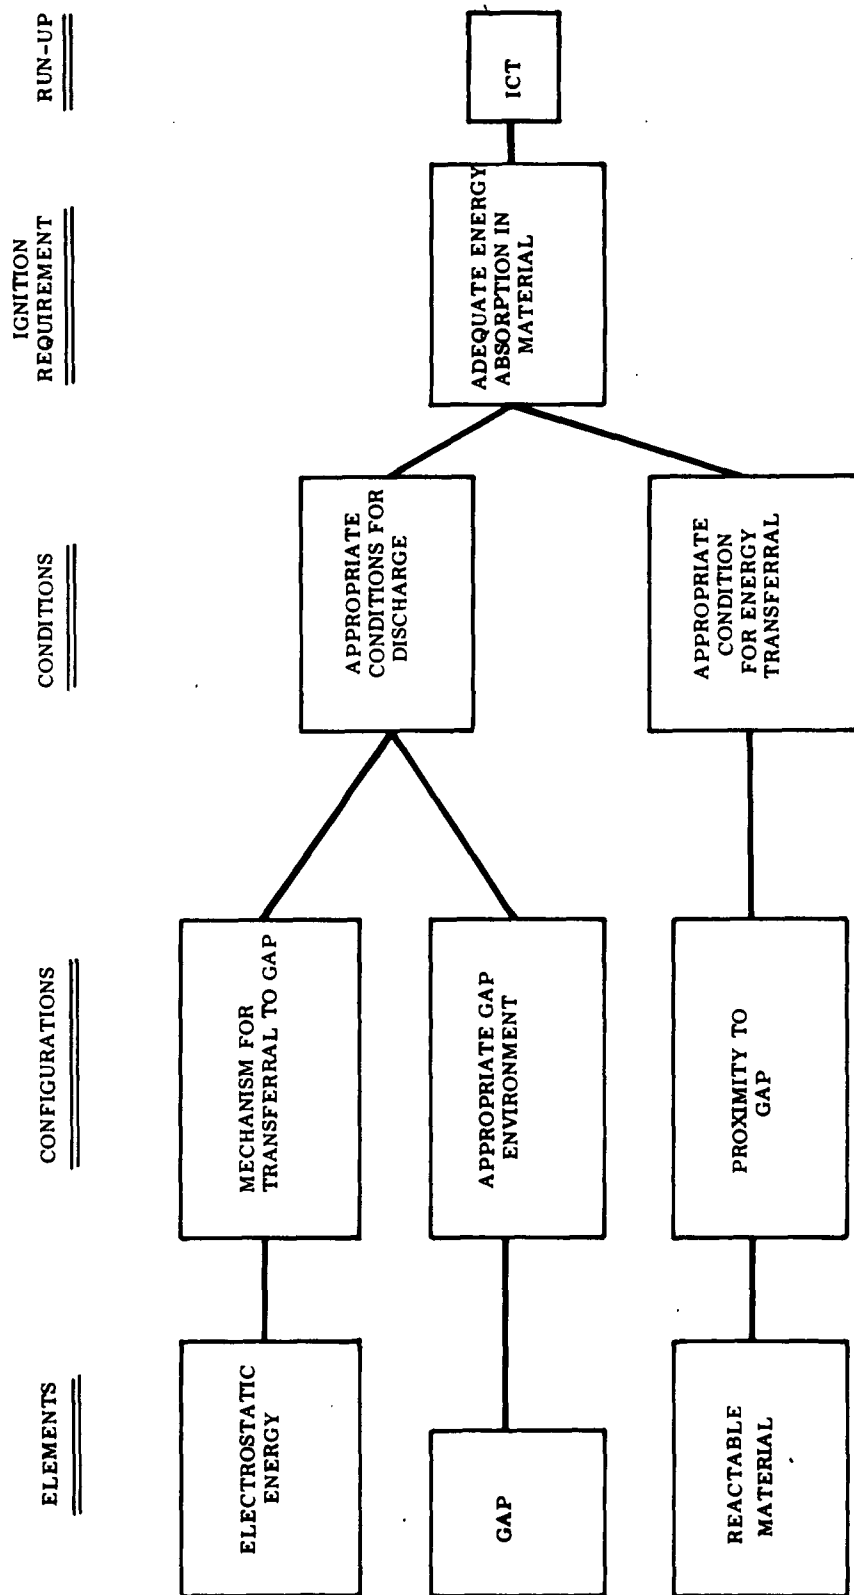 ELEMENTS
CONFIGURATIONS
CONDITIONS
IGNITION
REQUIREMENT
RUN-UP
ELECTROSTATIC
ENERGY
MECHANISM FOR
TRANSFERRAL TO GAP
APPROPRIATE
CONDITIONS FOR
DISCHARGE
GAP
APPROPRIATE GAP
ENVIRONMENT
ADEQUATE ENERGY
ABSORPTION IN
MATERIAL
ICT
REACTABLE
MATERIAL
PROXIMITY TO
GAP
APPROPRIATE
CONDITION
FOR ENERGY
TRANSFERRAL